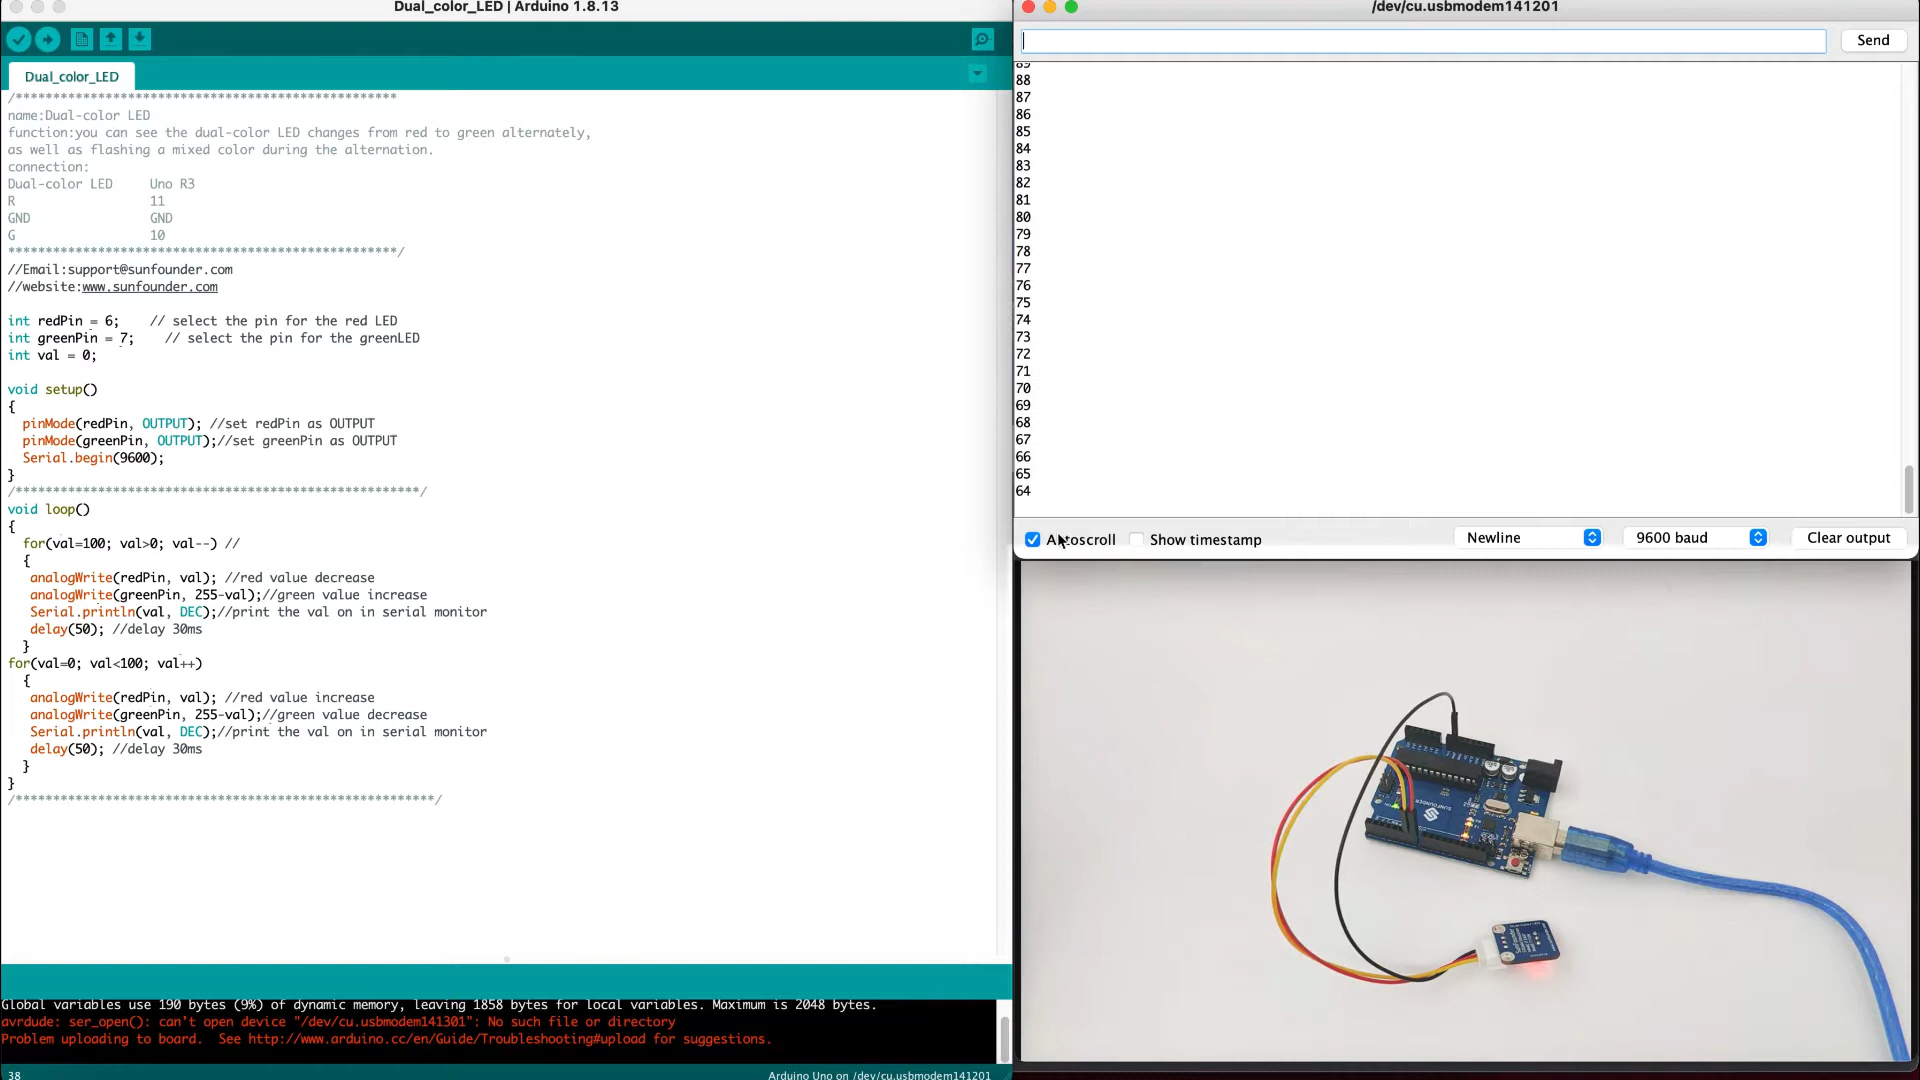 Dual_color_LED | Arduino 1.8.13
Dual_color_LED
/***************************************************
name:Dual-color LED
function:you can see the dual-color LED changes from red to green alternately,
as well as flashing a mixed color during the alternation.
connection:
Dual-color LED     Uno R3
R                  11
GND                GND
G                  10
****************************************************/
//Email:support@sunfounder.com
//website:www.sunfounder.com
int redPin = 6;    // select the pin for the red LED
int greenPin = 7;    // select the pin for the greenLED
int val = 0;
void setup()
{
pinMode(redPin, OUTPUT); //set redPin as OUTPUT
pinMode(greenPin, OUTPUT);//set greenPin as OUTPUT
Serial.begin(9600);
}
/******************************************************/
void loop()
{
for(val=100; val>0; val--) //
{
analogWrite(redPin, val); //red value decrease
analogWrite(greenPin, 255-val);//green value increase
Serial.println(val, DEC);//print the val on in serial monitor
delay(50); //delay 30ms
}
for(val=0; val<100; val++)
{
analogWrite(redPin, val); //red value increase
analogWrite(greenPin, 255-val);//green value decrease
Serial.println(val, DEC);//print the val on in serial monitor
delay(50); //delay 30ms
}
}
/********************************************************/
Global variables use 190 bytes (9%) of dynamic memory, leaving 1858 bytes for local variables. Maximum is 2048 bytes.
avrdude: ser_open(): can't open device "/dev/cu.usbmodem141301": No such file or directory
Problem uploading to board.  See http://www.arduino.cc/en/Guide/Troubleshooting#upload for suggestions.
38
Arduino Uno on /dev/cu.usbmodem141201
/dev/cu.usbmodem141201
Send
89
88
87
86
85
84
83
82
81
80
79
78
77
76
75
74
73
72
71
70
69
68
67
66
65
64
Autoscroll
Show timestamp
Newline
9600 baud
Clear output
SUNFOUNDER